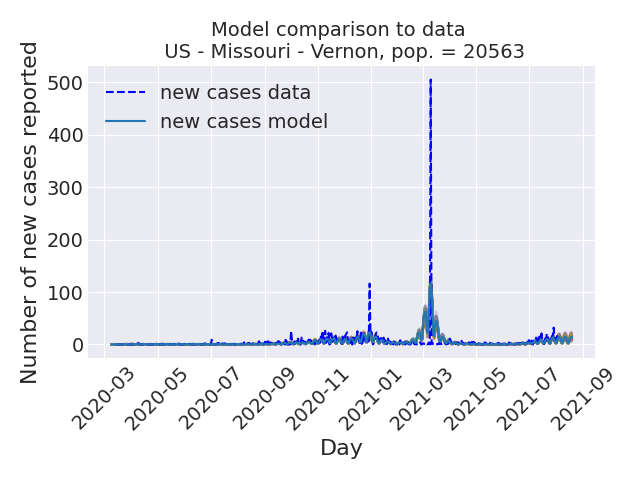 Model comparison to data
US - Missouri - Vernon, pop. = 20563
Number of new cases reported
500
400
300
200
100
0
new cases data
new cases model
2020-03
2020-05
2020-07
2020-09
2020-11
2021-01
2021-03
2021-05
2021-07
2021-09
Day